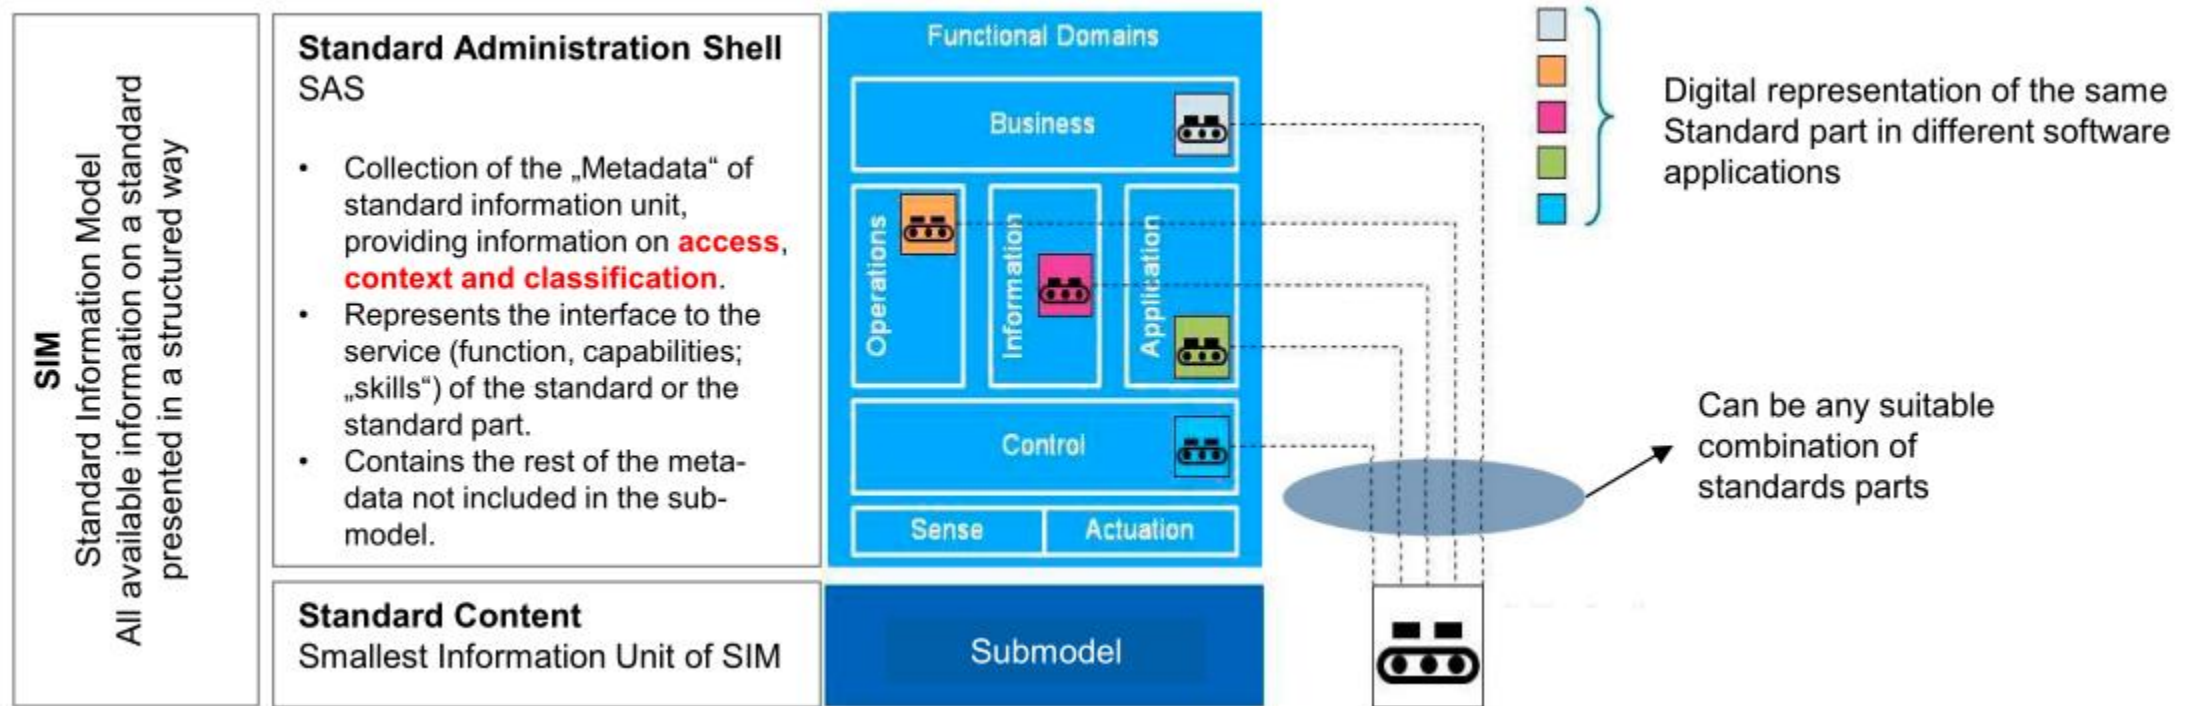 SIM
Standard Information Model
All available information on a standard
presented in a structured way
Standard Administration Shell
SAS
• Collection of the „Metadata“ of
standard information unit,
providing information on access,
context and classification.
• Represents the interface to the
service (function, capabilities;
„skills“) of the standard or the
standard part.
• Contains the rest of the meta-
data not included in the sub-
model.
Standard Content
Smallest Information Unit of SIM
Functional Domains
Business
Operations
Information
Application
Control
Sense
Actuation
Submodel
Digital representation of the same
Standard part in different software
applications
Can be any suitable
combination of
standards parts